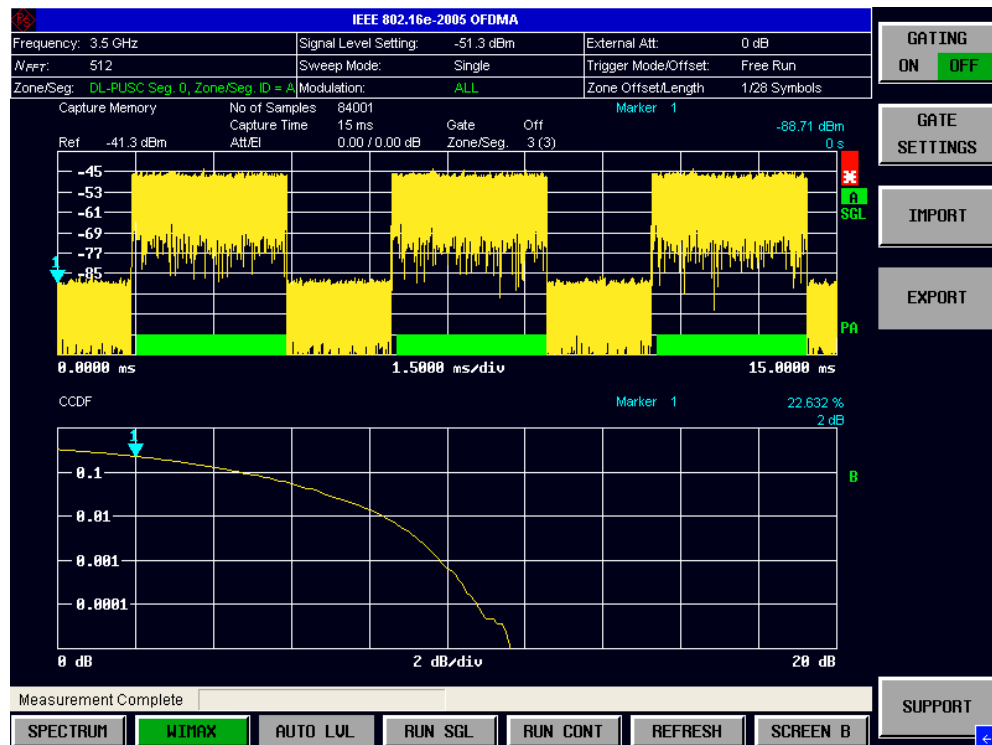 IEEE 802.16e-2005 OFDMA
Frequency: 3.5 GHz Signal Level Setting: -51.3 dBm External Att: 0 dB
NFFT: 512 Sweep Mode: Single Trigger Mode/Offset: Free Run
Zone/Seg: DL-PUSC Seg. 0, Zone/Seg. ID = A Modulation: ALL Zone Offset/Length 1/28 Symbols
Capture Memory No of Samples 84001 Marker 1
Capture Time 15 ms Gate Off -88.71 dBm
Ref -41.3 dBm Att/El 0.00 / 0.00 dB Zone/Seg. 3 (3) 0 s
-45
-53
-61
-69
-77
-85
1
A
SGL
PA
0.0000 ms 1.5000 ms/div 15.0000 ms
CCDF Marker 1 22.632 %
2 dB
1
0.1
0.01
0.001
0.0001
B
0 dB 2 dB/div 20 dB
Measurement Complete
SPECTRUM WIMAX AUTO LVL RUN SGL RUN CONT REFRESH SCREEN B
GATING
ON OFF
GATE
SETTINGS
IMPORT
EXPORT
SUPPORT